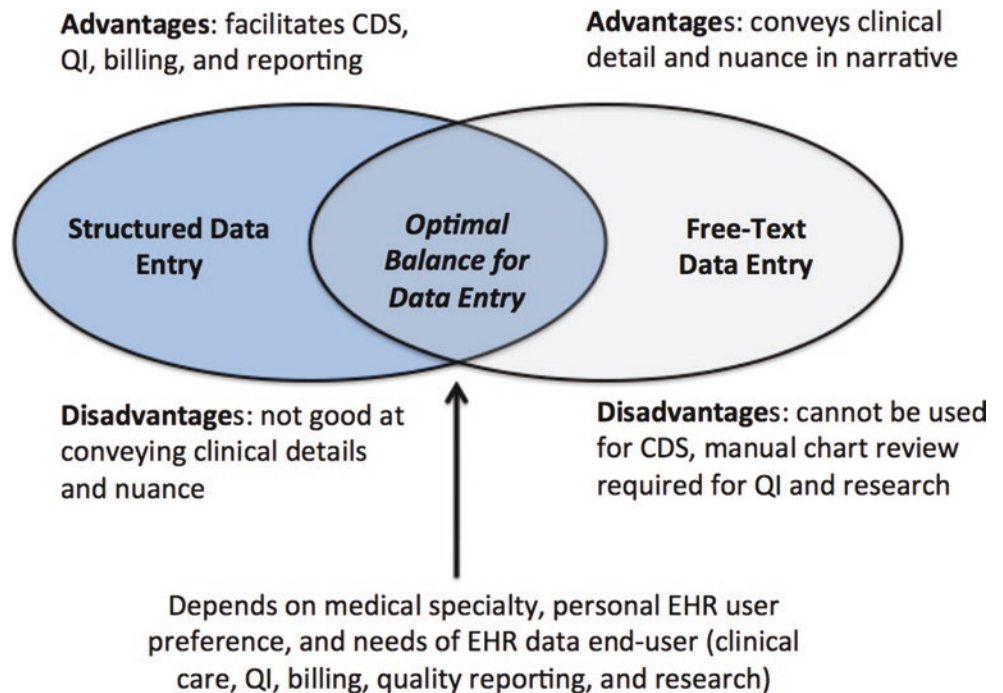 Advantages: facilitates CDS,
QI, billing, and reporting
Advantages: conveys clinical
detail and nuance in narrative
Structured Data
Entry
Optimal
Balance for
Data Entry
Free-Text
Data Entry
Disadvantages: not good at
conveying clinical details
and nuance
Disadvantages: cannot be used
for CDS, manual chart review
required for QI and research
Depends on medical specialty, personal EHR user
preference, and needs of EHR data end-user (clinical
care, QI, billing, quality reporting, and research)